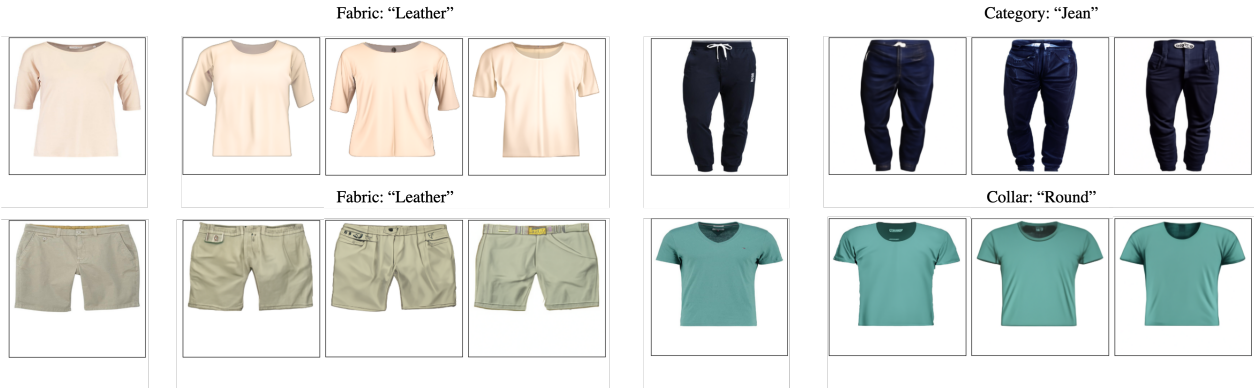 Fabric: “Leather”
Category: “Jean”
Fabric: “Leather”
Collar: “Round”